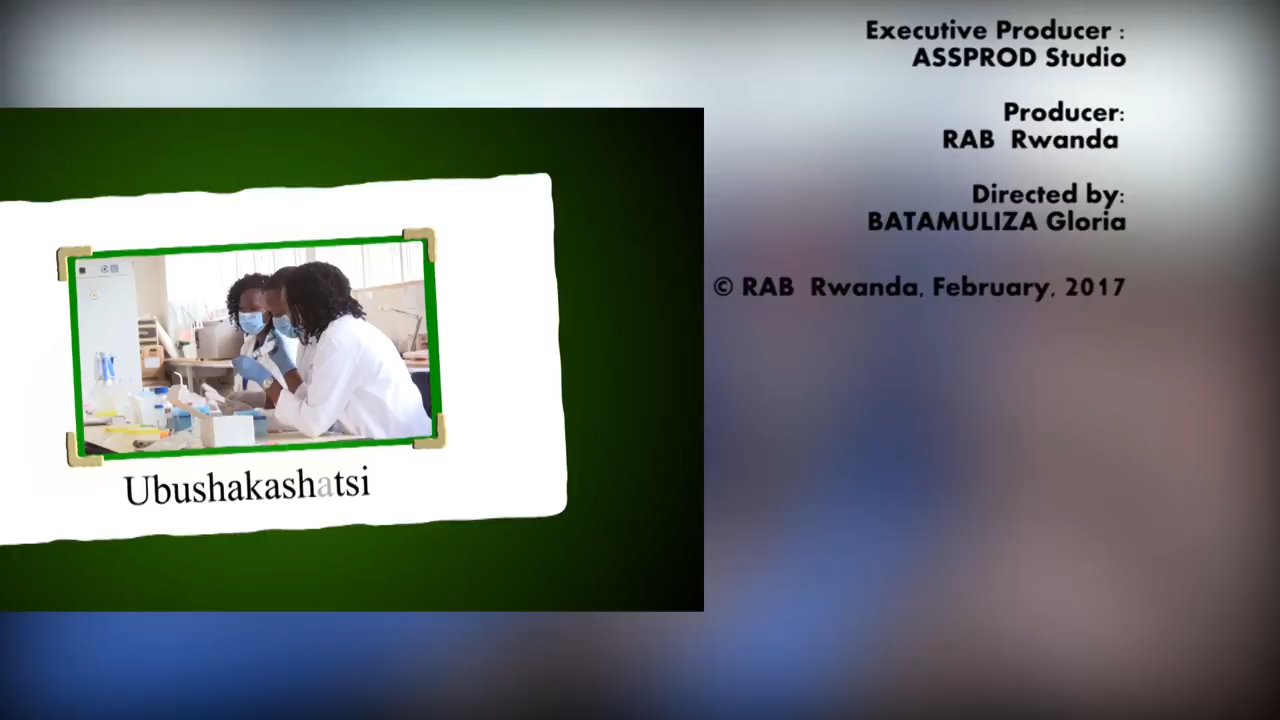 Executive Producer :
ASSPROD Studio
Producer:
RAB Rwanda
Directed by:
BATAMULIZA Gloria
© RAB Rwanda, February, 2017
Ubushakashatsi